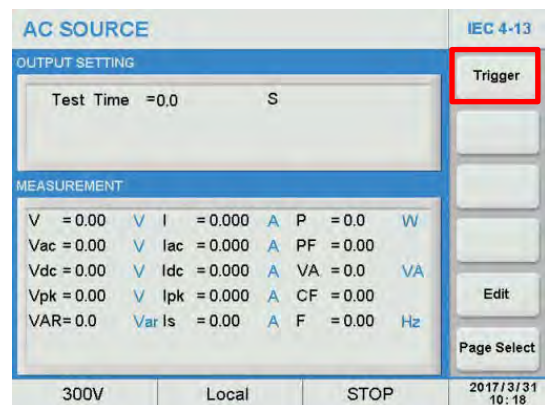 AC SOURCE
IEC 4-13
OUTPUT SETTING
Test Time =0.0 S
Trigger
MEASUREMENT
V = 0.00 V I = 0.000 A P = 0.0 W
Vac = 0.00 V Iac = 0.000 A PF = 0.00
Vdc = 0.00 V Idc = 0.000 A VA = 0.0 VA
Vpk = 0.00 V Ipk = 0.000 A CF = 0.00
VAR= 0.0 Var Is = 0.00 A F = 0.00 Hz
Edit
Page Select
300V Local STOP
2017/3/31
10:18